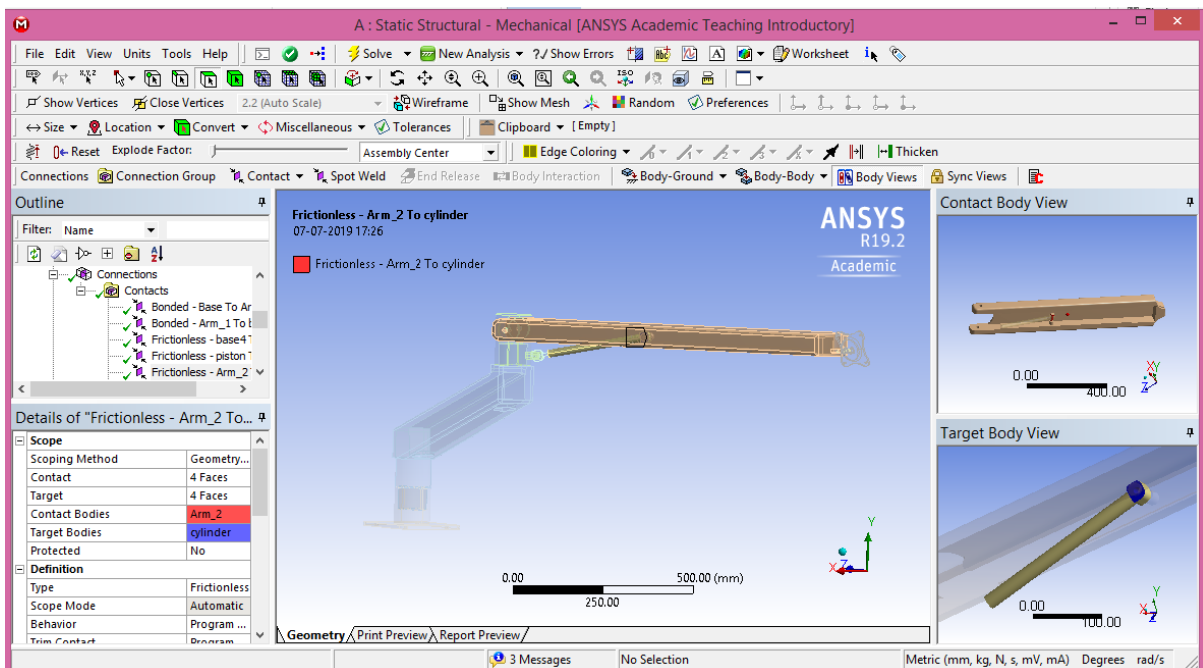 A : Static Structural - Mechanical [ANSYS Academic Teaching Introductory]
File Edit View Units Tools Help Solve New Analysis ?/ Show Errors Worksheet
ISO
Show Vertices Close Vertices 2.2 (Auto Scale) Wireframe Show Mesh Random Preferences
Size Location Convert Miscellaneous Tolerances Clipboard [Empty]
Reset Explode Factor: Assembly Center Edge Coloring Thicken
Connections Connection Group Contact Spot Weld End Release Body Interaction Body-Ground Body-Body Body Views Sync Views
Outline
Filter: Name
Connections
Contacts
Bonded - Base To Ar
Bonded - Arm_1 To b
Frictionless - base4 T
Frictionless - piston T
Frictionless - Arm_2
Details of "Frictionless - Arm_2 To...
Scope
Scoping Method Geometry...
Contact 4 Faces
Target 4 Faces
Contact Bodies Arm_2
Target Bodies cylinder
Protected No
Definition
Type Frictionless
Scope Mode Automatic
Behavior Program ...
Trim Contact Program
Frictionless - Arm_2 To cylinder
07-07-2019 17:26
Frictionless - Arm_2 To cylinder
ANSYS
R19.2
Academic
0.00 500.00 (mm)
250.00
Y
X Z
Geometry Print Preview Report Preview
Contact Body View
0.00
400.00
XY
Z
Target Body View
0.00
100.00
Y
X Z
3 Messages No Selection Metric (mm, kg, N, s, mV, mA) Degrees rad/s